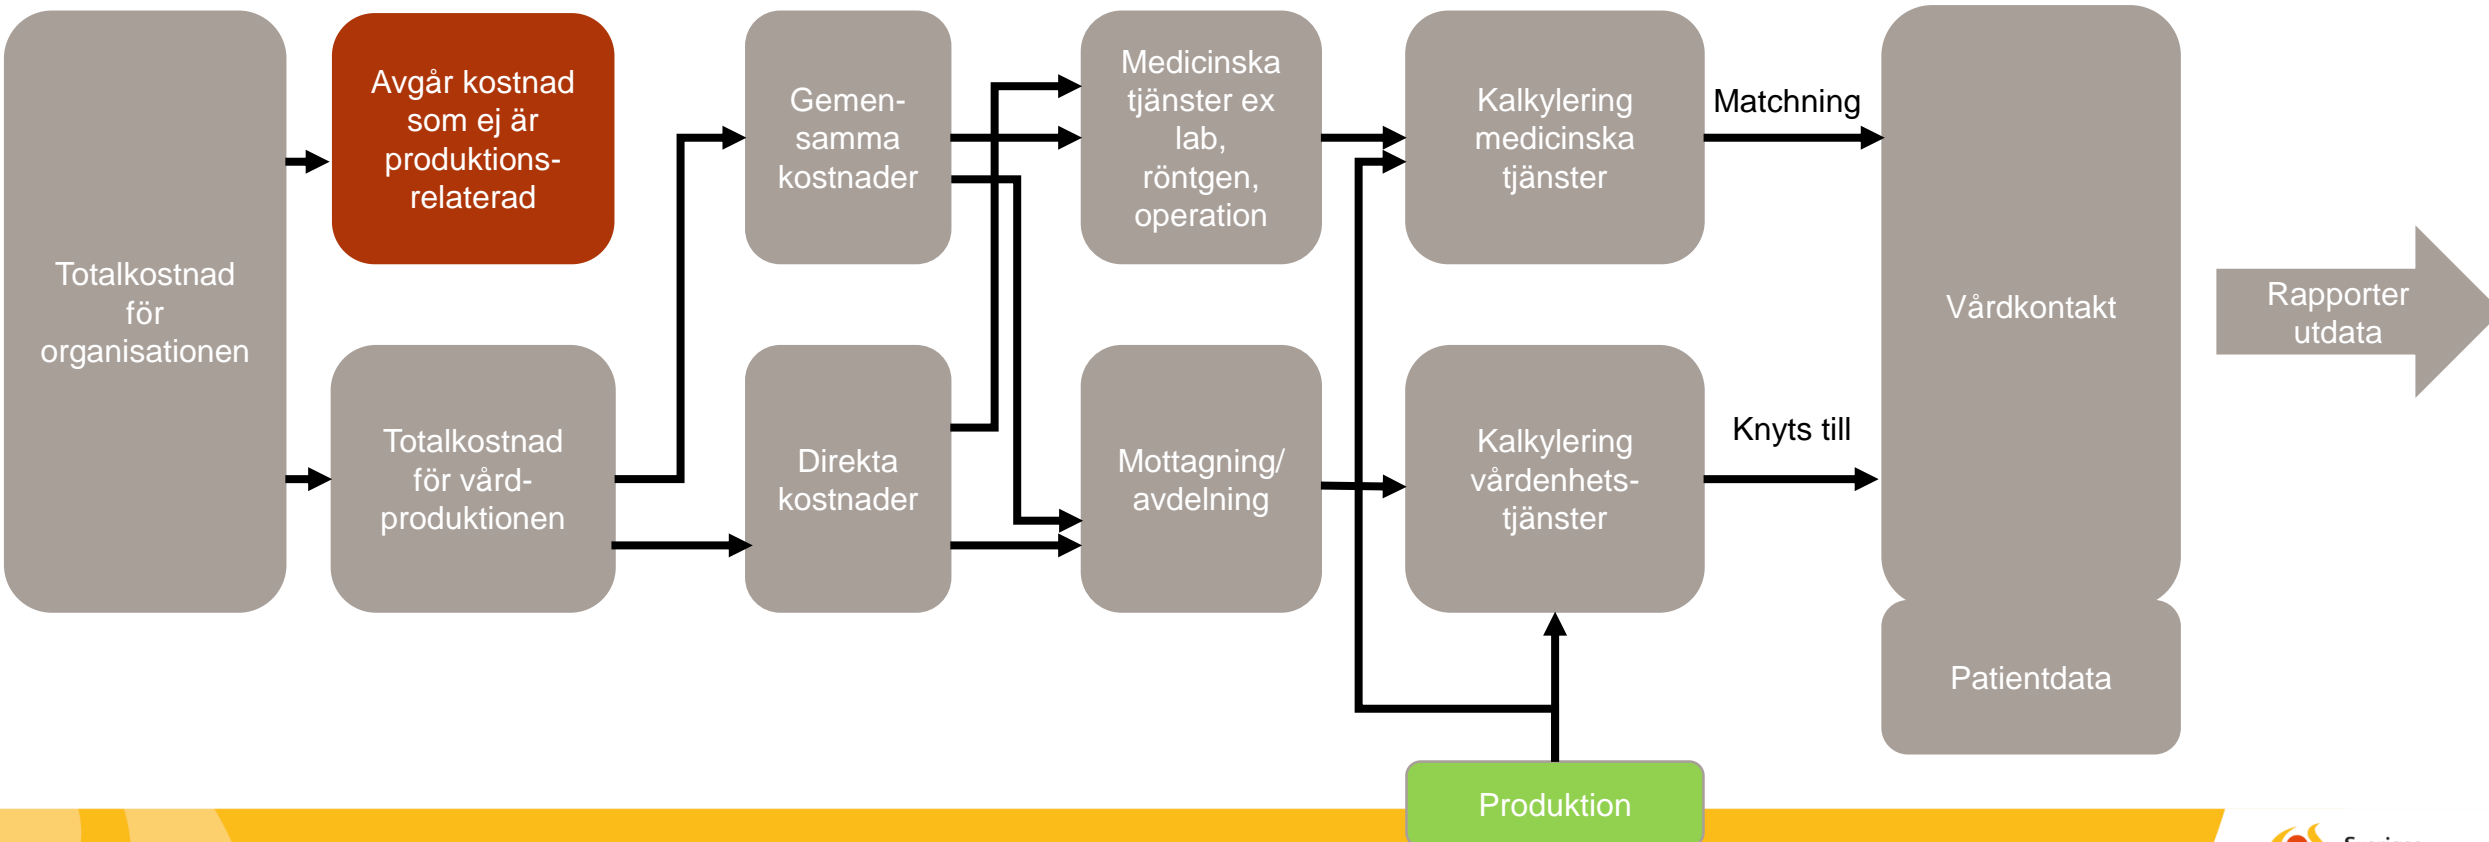 Totalkostnad
för
organisationen
Avgår kostnad
som ej är
produktions-
relaterad
Totalkostnad
för vård-
produktionen
Gemen-
samma
kostnader
Direkta
kostnader
Medicinska
tjänster ex
lab,
röntgen,
operation
Mottagning/
avdelning
Kalkylering
medicinska
tjänster
Kalkylering
vårdenhets-
tjänster
Matchning
Knyts till
Vårdkontakt
Patientdata
Rapporter
utdata
Produktion